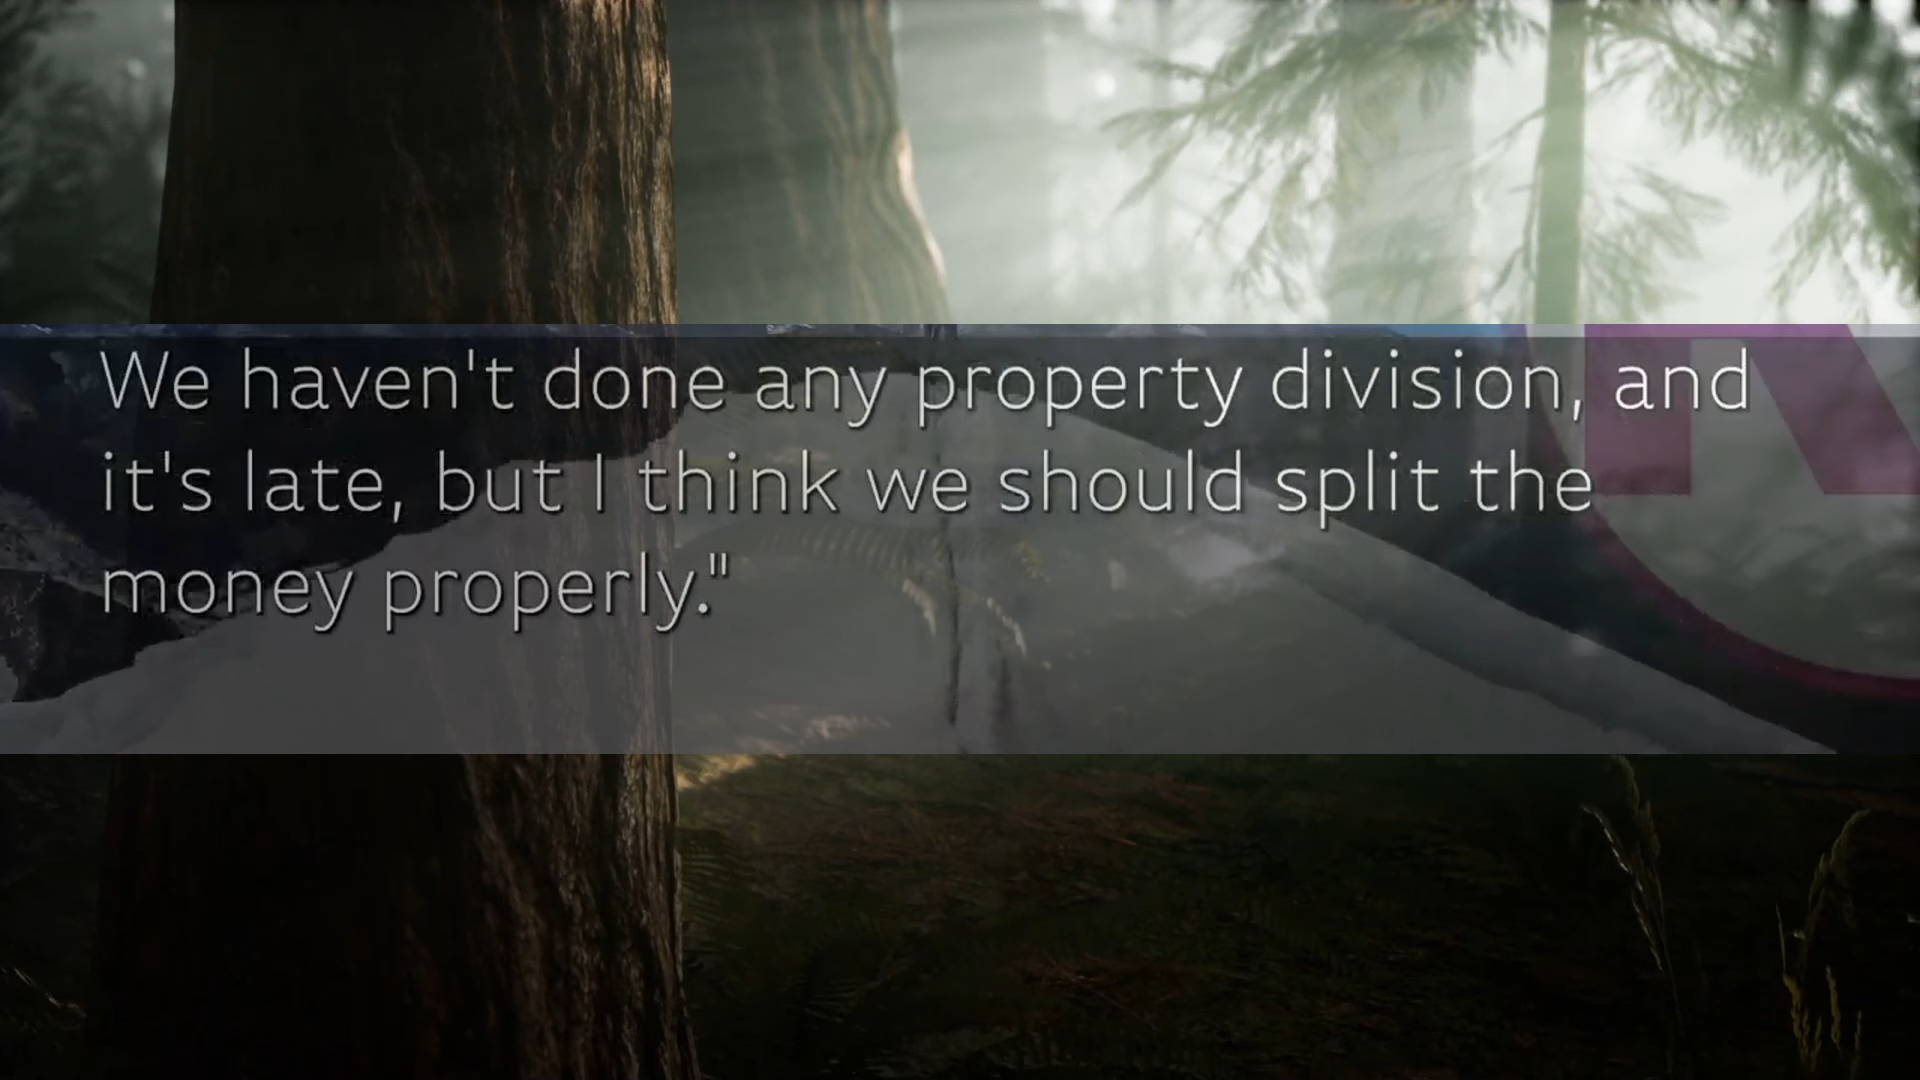 We haven't done any property division, and
it's late, but I think we should split the
money properly."